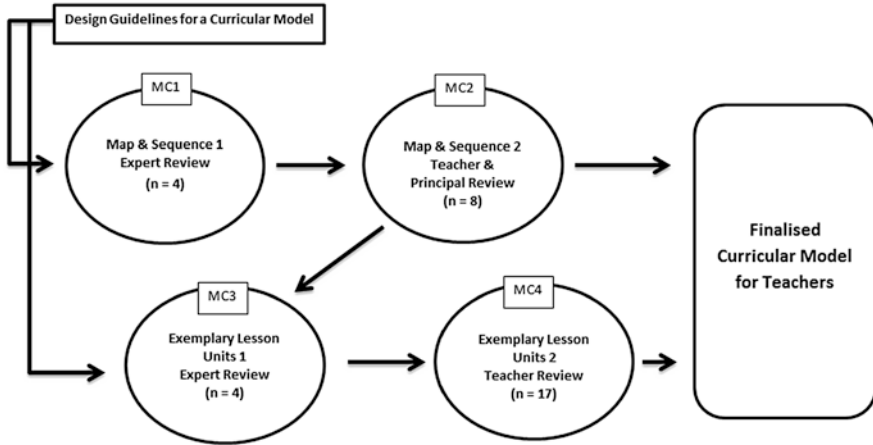 Design Guidelines for a Curricular Model
MC1
Map & Sequence 1
Expert Review
(n = 4)
MC2
Map & Sequence 2
Teacher &
Principal Review
(n = 8)
MC3
Exemplary Lesson
Units 1
Expert Review
(n = 4)
MC4
Exemplary Lesson
Units 2
Teacher Review
(n = 17)
Finalised
Curricular Model
for Teachers